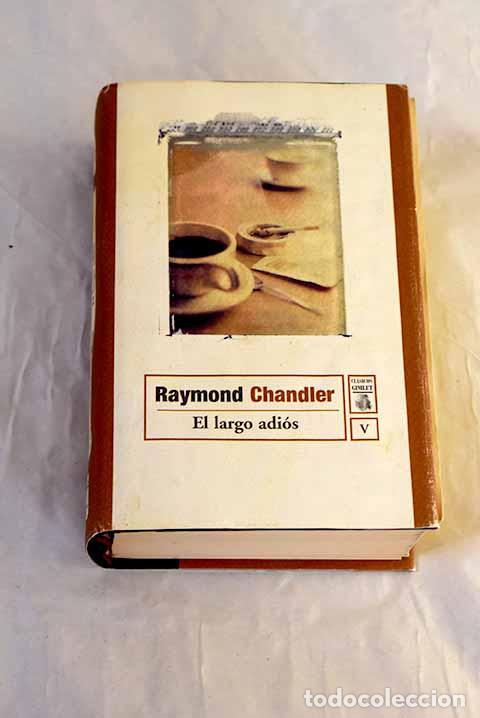 Raymond Chandler
El largo adiós
CLÁSICOS
GIMLET
V
todocoleccion